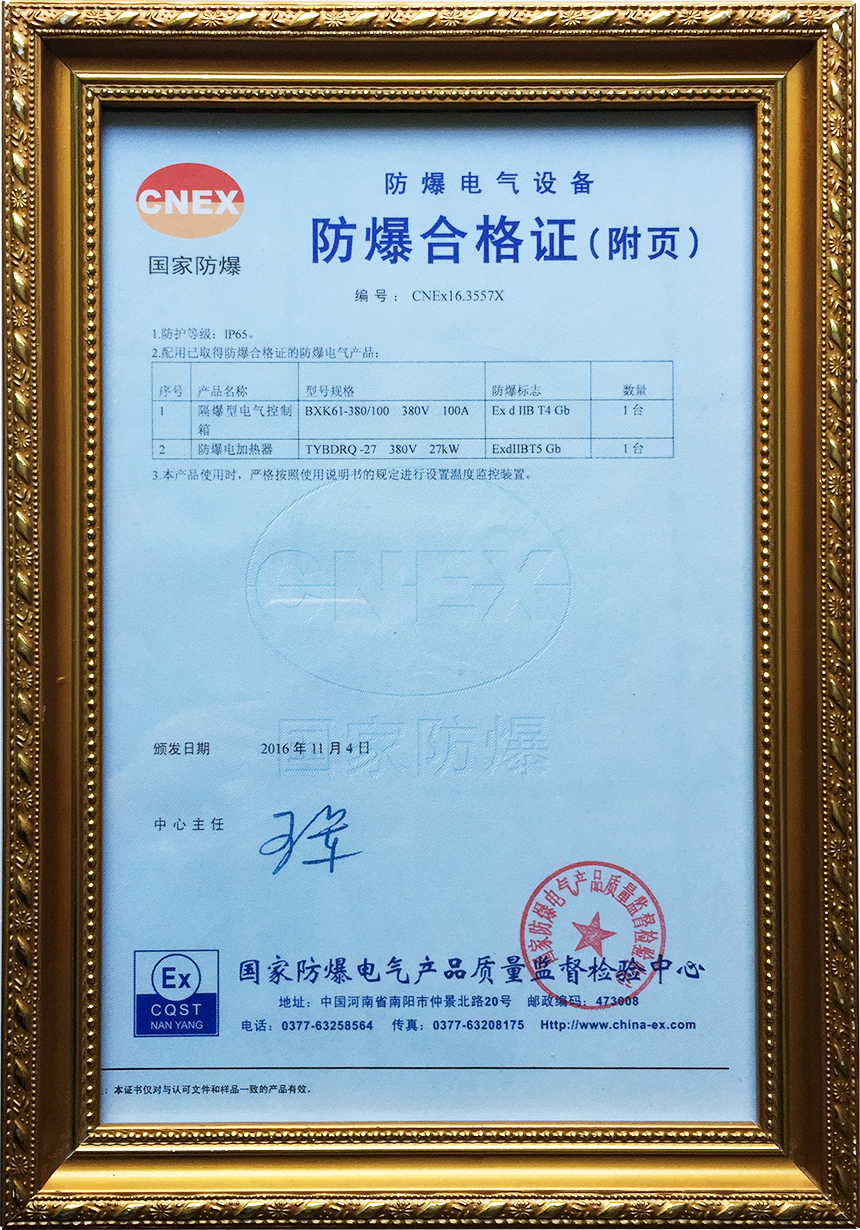 CNEX
国家防爆
防爆电气设备
防爆合格证(附页)
编号： CNEx16.3557X
1.防护等级：IP65。
2.配用已取得防爆合格证的防爆电气产品：
序号 产品名称 型号规格 防爆标志 数量
1 隔爆型电气控制 BXK61-380/100 380V 100A Ex d IIB T4 Gb 1台
箱
2 防爆电加热器 TYBDRQ -27 380V 27kW ExdIIBT5 Gb 1台
3.本产品使用时，严格按照使用说明书的规定进行设置温度监控装置。
CNEX
国家防爆
颁发日期 2016年11月4日
中心主任
国家防爆电气产品质量监督检验中心
Ex
CQST
NAN YANG
国家防爆电气产品质量监督检验中心
地址：中国河南省南阳市仲景北路20号 邮政编码：473008
电话：0377-63258564 传真：0377-63208175 Http://www.china-ex.com
：本证书仅对与认可文件和样品一致的产品有效。